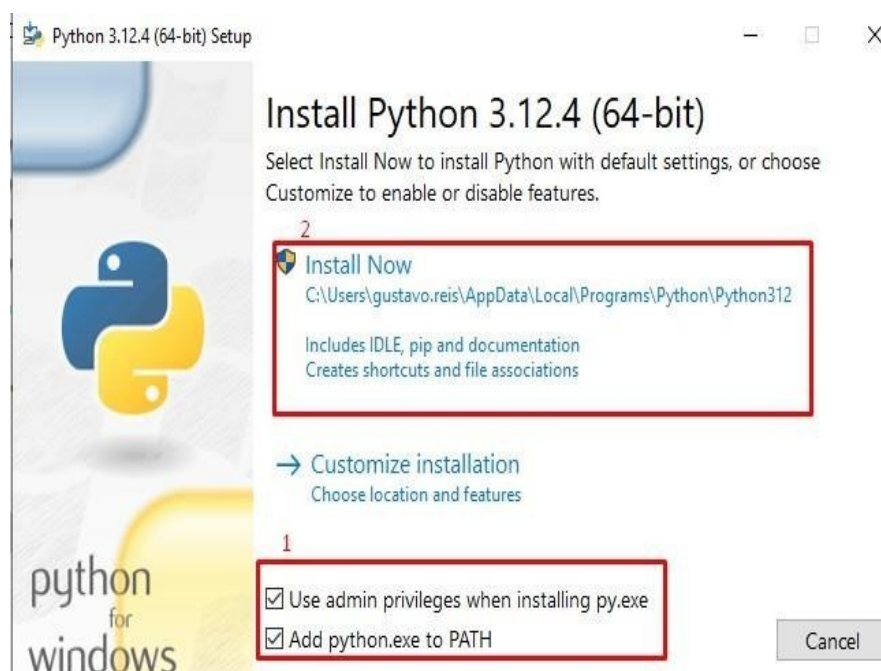 Python 3.12.4 (64-bit) Setup
Install Python 3.12.4 (64-bit)
Select Install Now to install Python with default settings, or choose
Customize to enable or disable features.
2
Install Now
C:\Users\gustavo.reis\AppData\Local\Programs\Python\Python312
Includes IDLE, pip and documentation
Creates shortcuts and file associations
Customize installation
Choose location and features
1
Use admin privileges when installing py.exe
Add python.exe to PATH
python
for
windows
Cancel